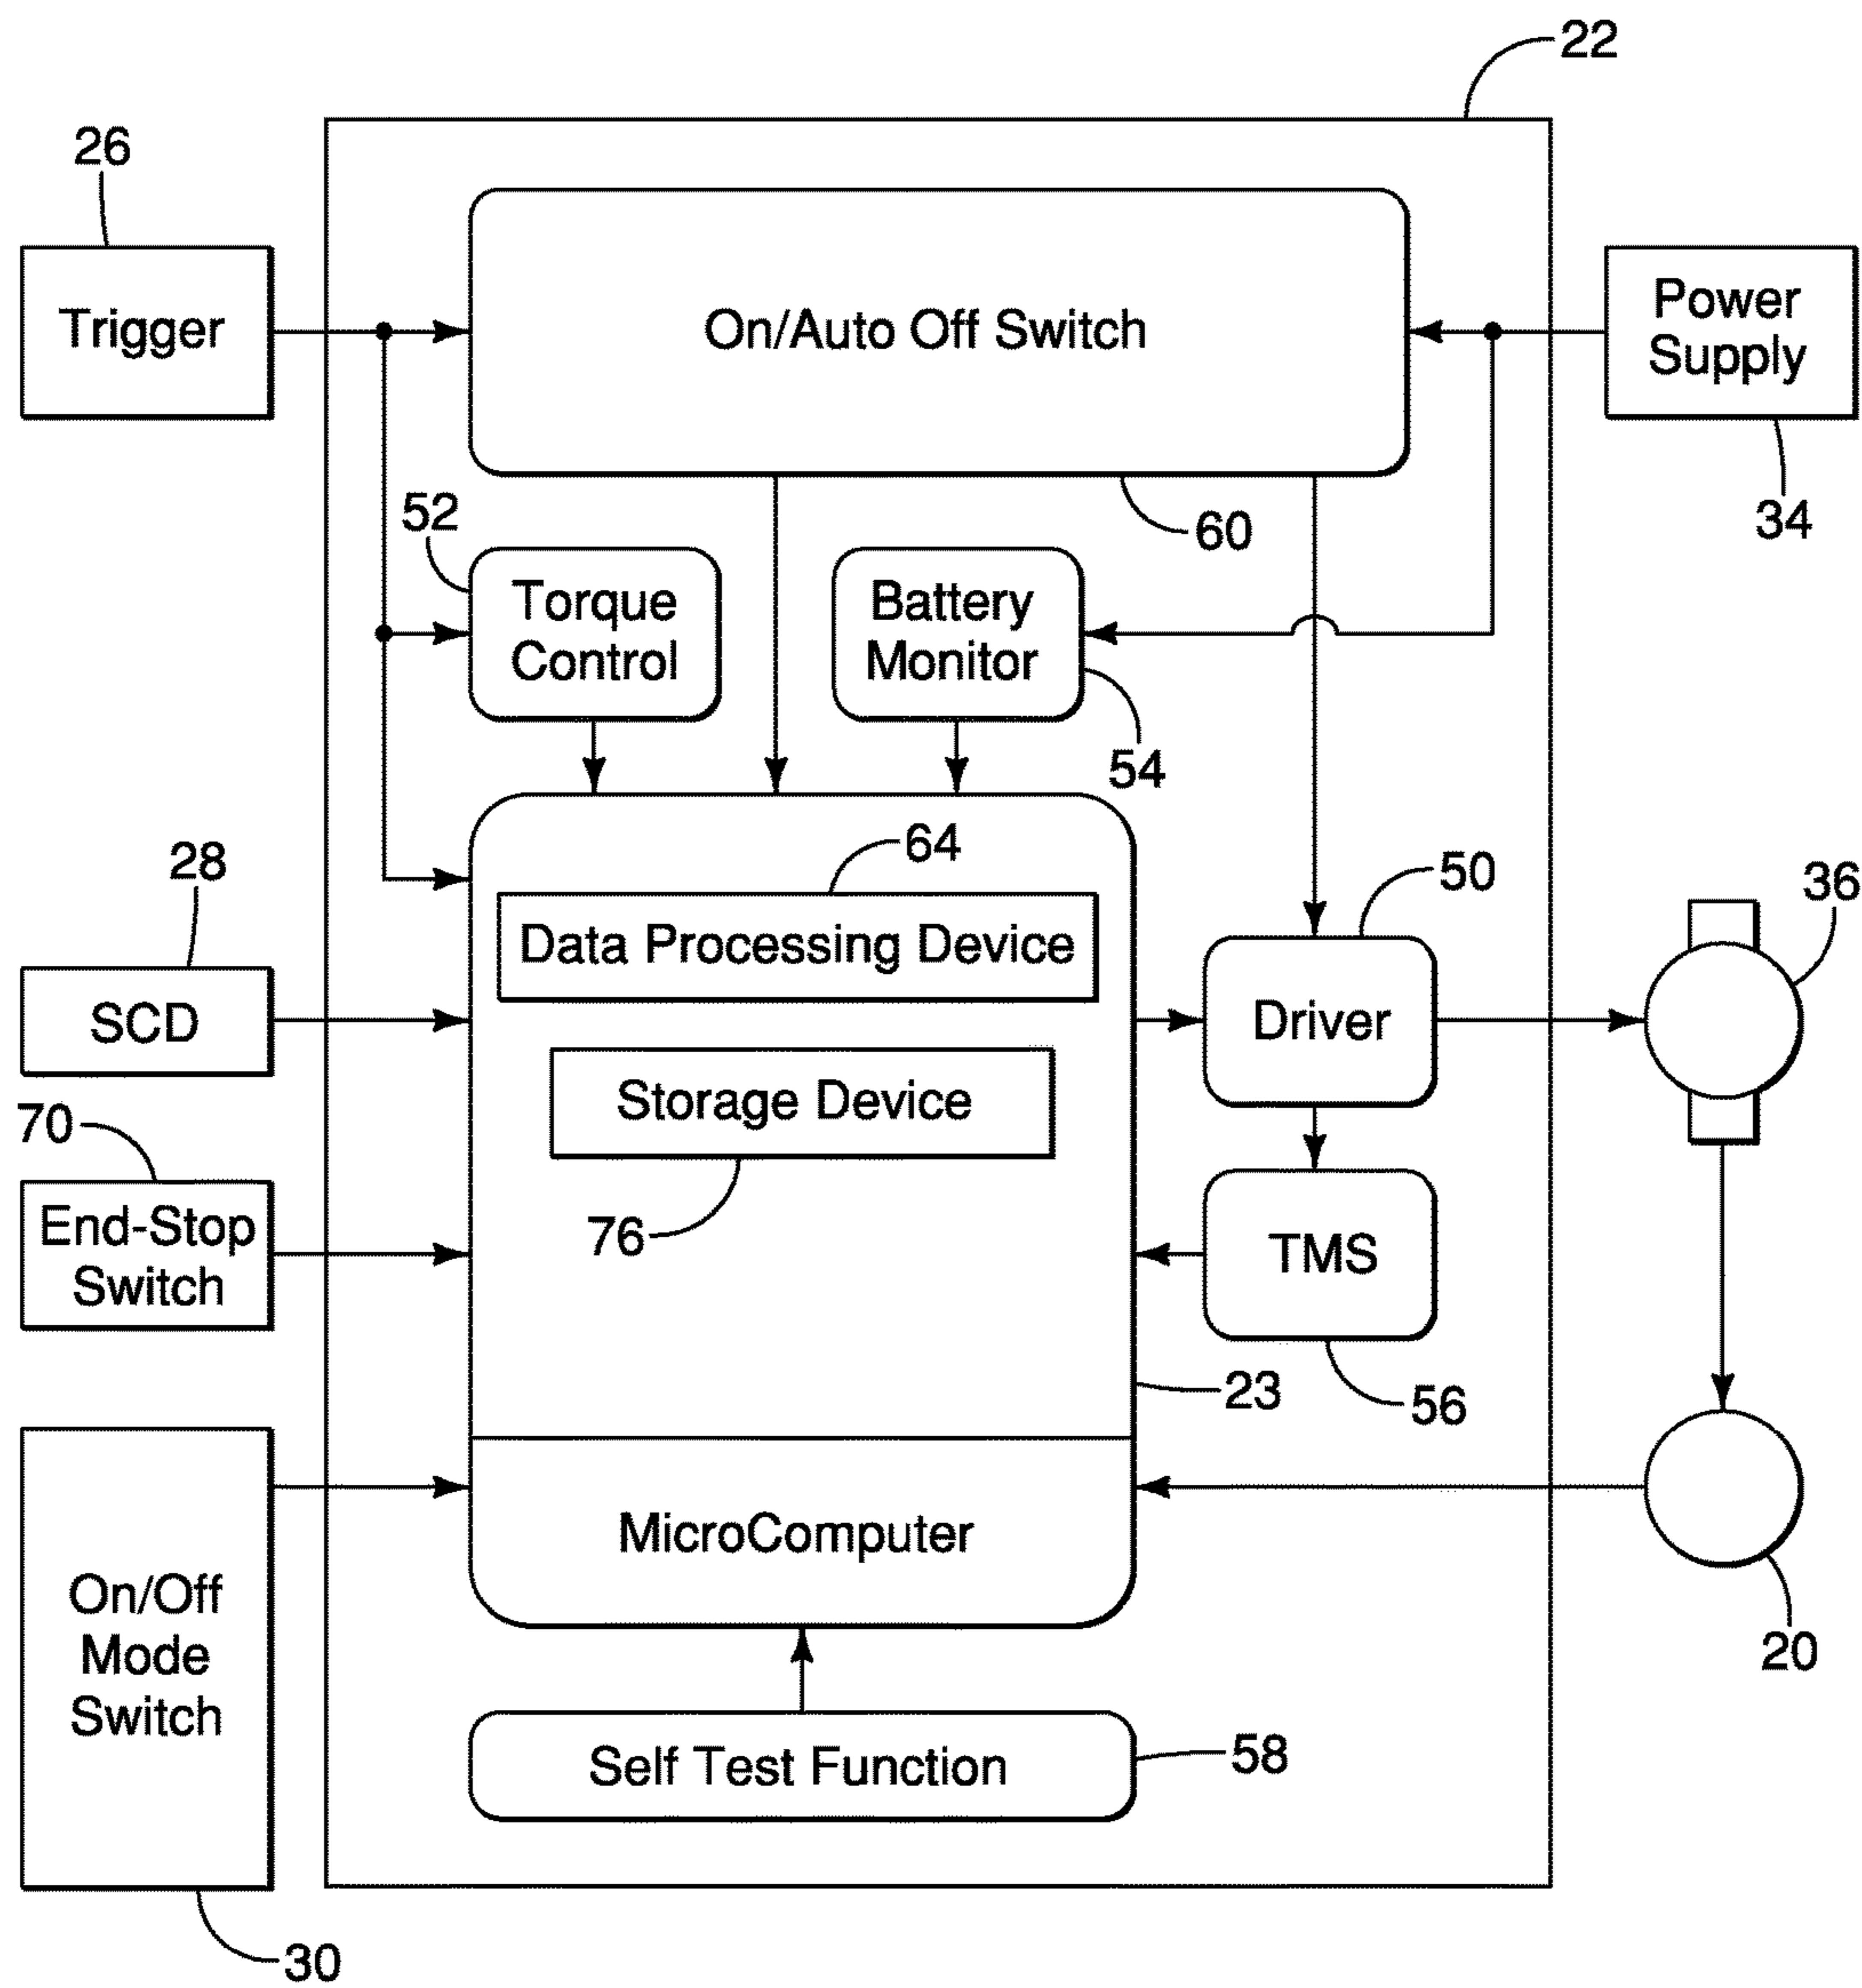 22
26
Trigger
On/Auto Off Switch
Power
Supply
34
60
52
Torque
Control
Battery
Monitor
54
64
Data Processing Device
28
SCD
50
Driver
36
Storage Device
76
70
End-Stop
Switch
TMS
56
23
MicroComputer
20
On/Off
Mode
Switch
30
Self Test Function
58